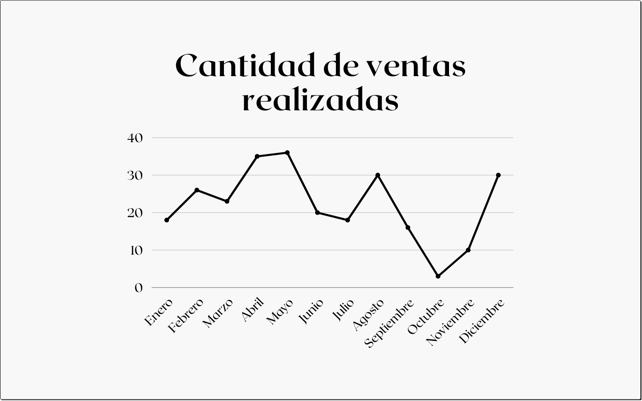 Cantidad de ventas
realizadas
40
30
20
10
0
Enero
Febrero
Marzo
Abril
Mayo
Junio
Julio
Agosto
Septiembre
Octubre
Noviembre
Diciembre